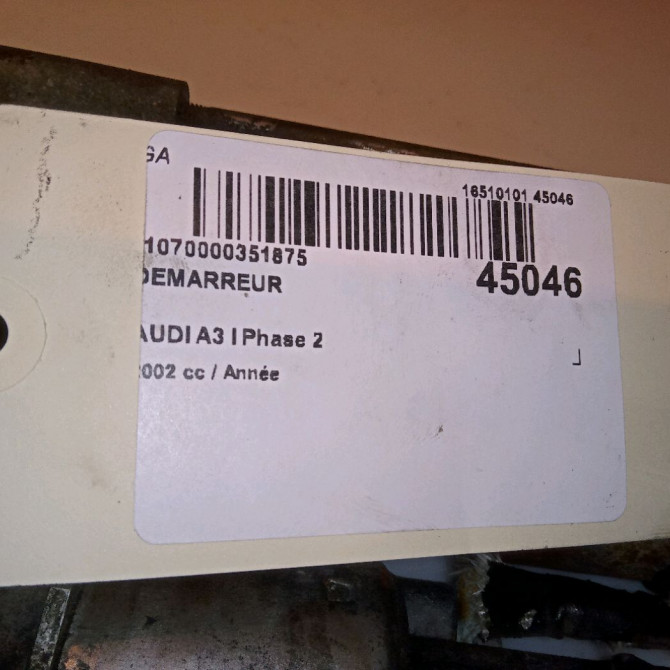 GA
16510101 45046
1070000351875
45046
DEMARREUR
AUDI A3 I Phase 2
2002 cc / Année